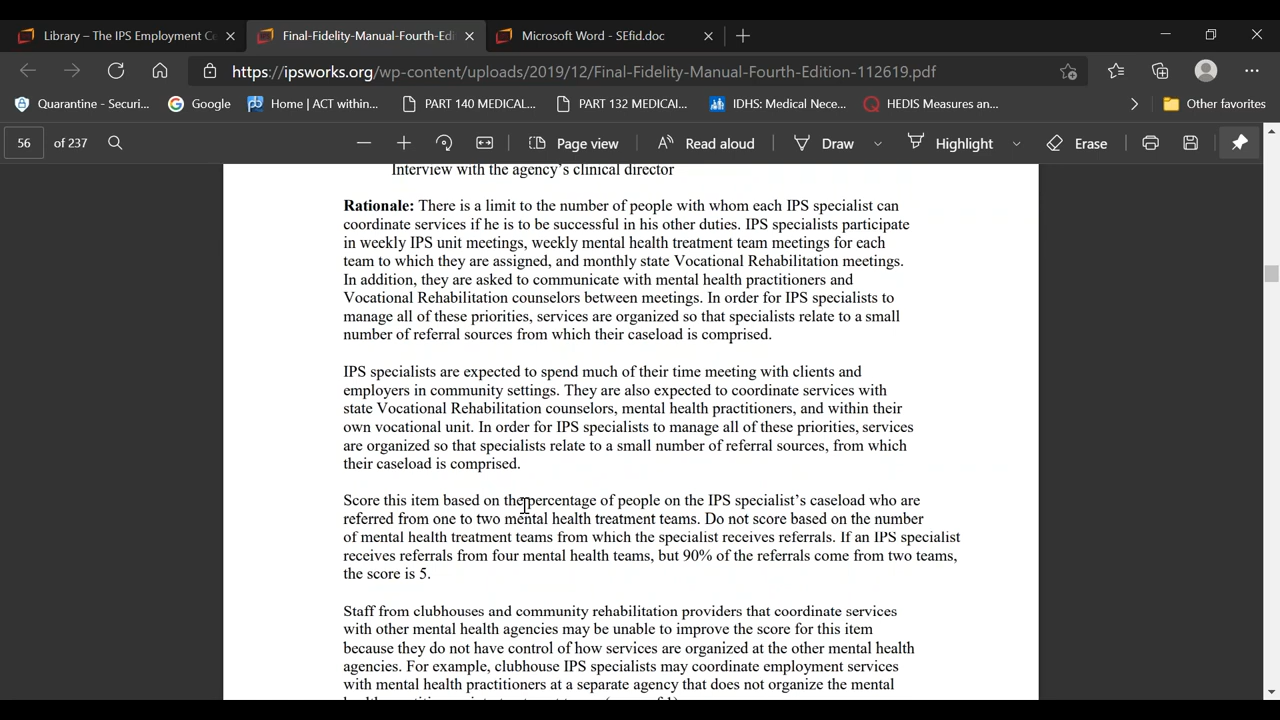 Library – The IPS Employment C
Final-Fidelity-Manual-Fourth-Edi
Microsoft Word - SEfid.doc
https://ipsworks.org/wp-content/uploads/2019/12/Final-Fidelity-Manual-Fourth-Edition-112619.pdf
Quarantine - Securi...
Google
Home | ACT within...
PART 140 MEDICAL...
PART 132 MEDICAI...
IDHS: Medical Nece...
HEDIS Measures an...
Other favorites
56 of 237
Page view
Read aloud
Draw
Highlight
Erase
Interview with the agency's clinical director
Rationale: There is a limit to the number of people with whom each IPS specialist can
coordinate services if he is to be successful in his other duties. IPS specialists participate
in weekly IPS unit meetings, weekly mental health treatment team meetings for each
team to which they are assigned, and monthly state Vocational Rehabilitation meetings.
In addition, they are asked to communicate with mental health practitioners and
Vocational Rehabilitation counselors between meetings. In order for IPS specialists to
manage all of these priorities, services are organized so that specialists relate to a small
number of referral sources from which their caseload is comprised.
IPS specialists are expected to spend much of their time meeting with clients and
employers in community settings. They are also expected to coordinate services with
state Vocational Rehabilitation counselors, mental health practitioners, and within their
own vocational unit. In order for IPS specialists to manage all of these priorities, services
are organized so that specialists relate to a small number of referral sources, from which
their caseload is comprised.
Score this item based on the percentage of people on the IPS specialist's caseload who are
referred from one to two mental health treatment teams. Do not score based on the number
of mental health treatment teams from which the specialist receives referrals. If an IPS specialist
receives referrals from four mental health teams, but 90% of the referrals come from two teams,
the score is 5.
Staff from clubhouses and community rehabilitation providers that coordinate services
with other mental health agencies may be unable to improve the score for this item
because they do not have control of how services are organized at the other mental health
agencies. For example, clubhouse IPS specialists may coordinate employment services
with mental health practitioners at a separate agency that does not organize the mental